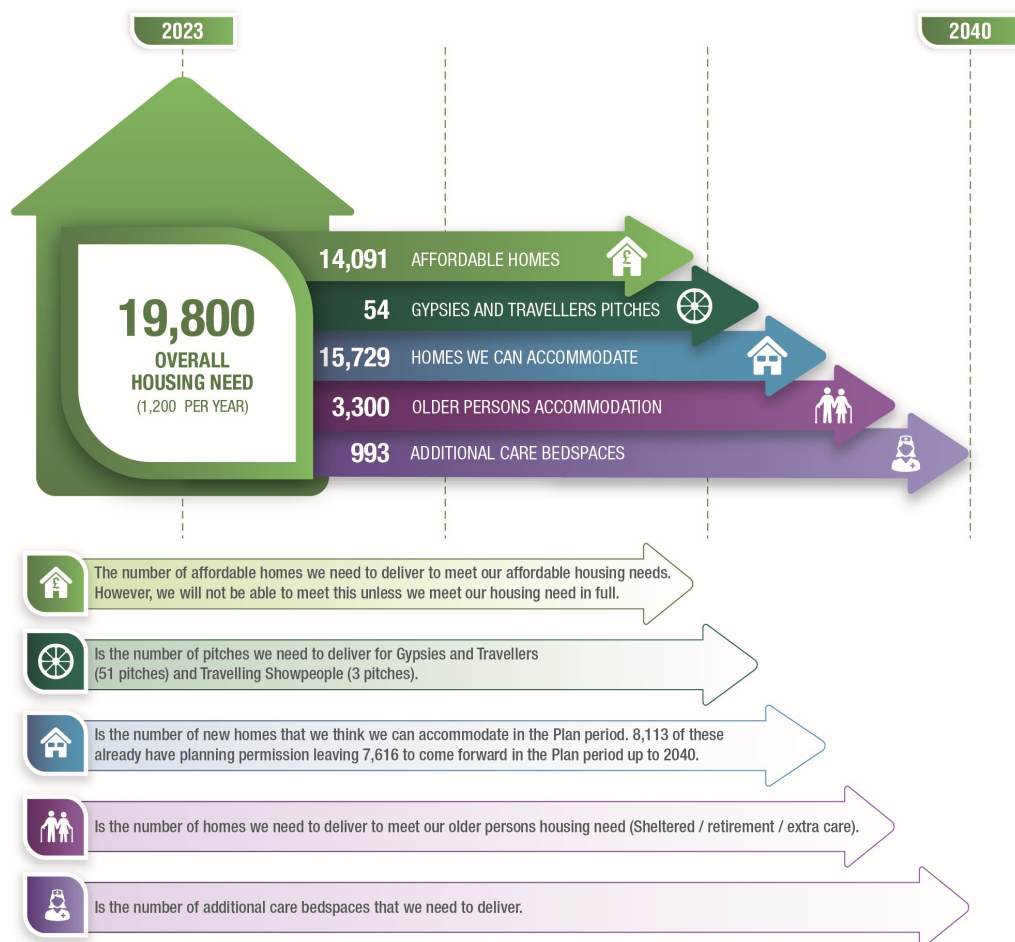 2023
2040
19,800
OVERALL
HOUSING NEED
(1,200 PER YEAR)
14,091 AFFORDABLE HOMES
54 GYPSIES AND TRAVELLERS PITCHES
15,729 HOMES WE CAN ACCOMMODATE
3,300 OLDER PERSONS ACCOMMODATION
993 ADDITIONAL CARE BEDSPACES
The number of affordable homes we need to deliver to meet our affordable housing needs.
However, we will not be able to meet this unless we meet our housing need in full.
Is the number of pitches we need to deliver for Gypsies and Travellers
(51 pitches) and Travelling Showpeople (3 pitches).
Is the number of new homes that we think we can accommodate in the Plan period. 8,113 of these
already have planning permission leaving 7,616 to come forward in the Plan period up to 2040.
Is the number of homes we need to deliver to meet our older persons housing need (Sheltered / retirement / extra care).
Is the number of additional care bedspaces that we need to deliver.